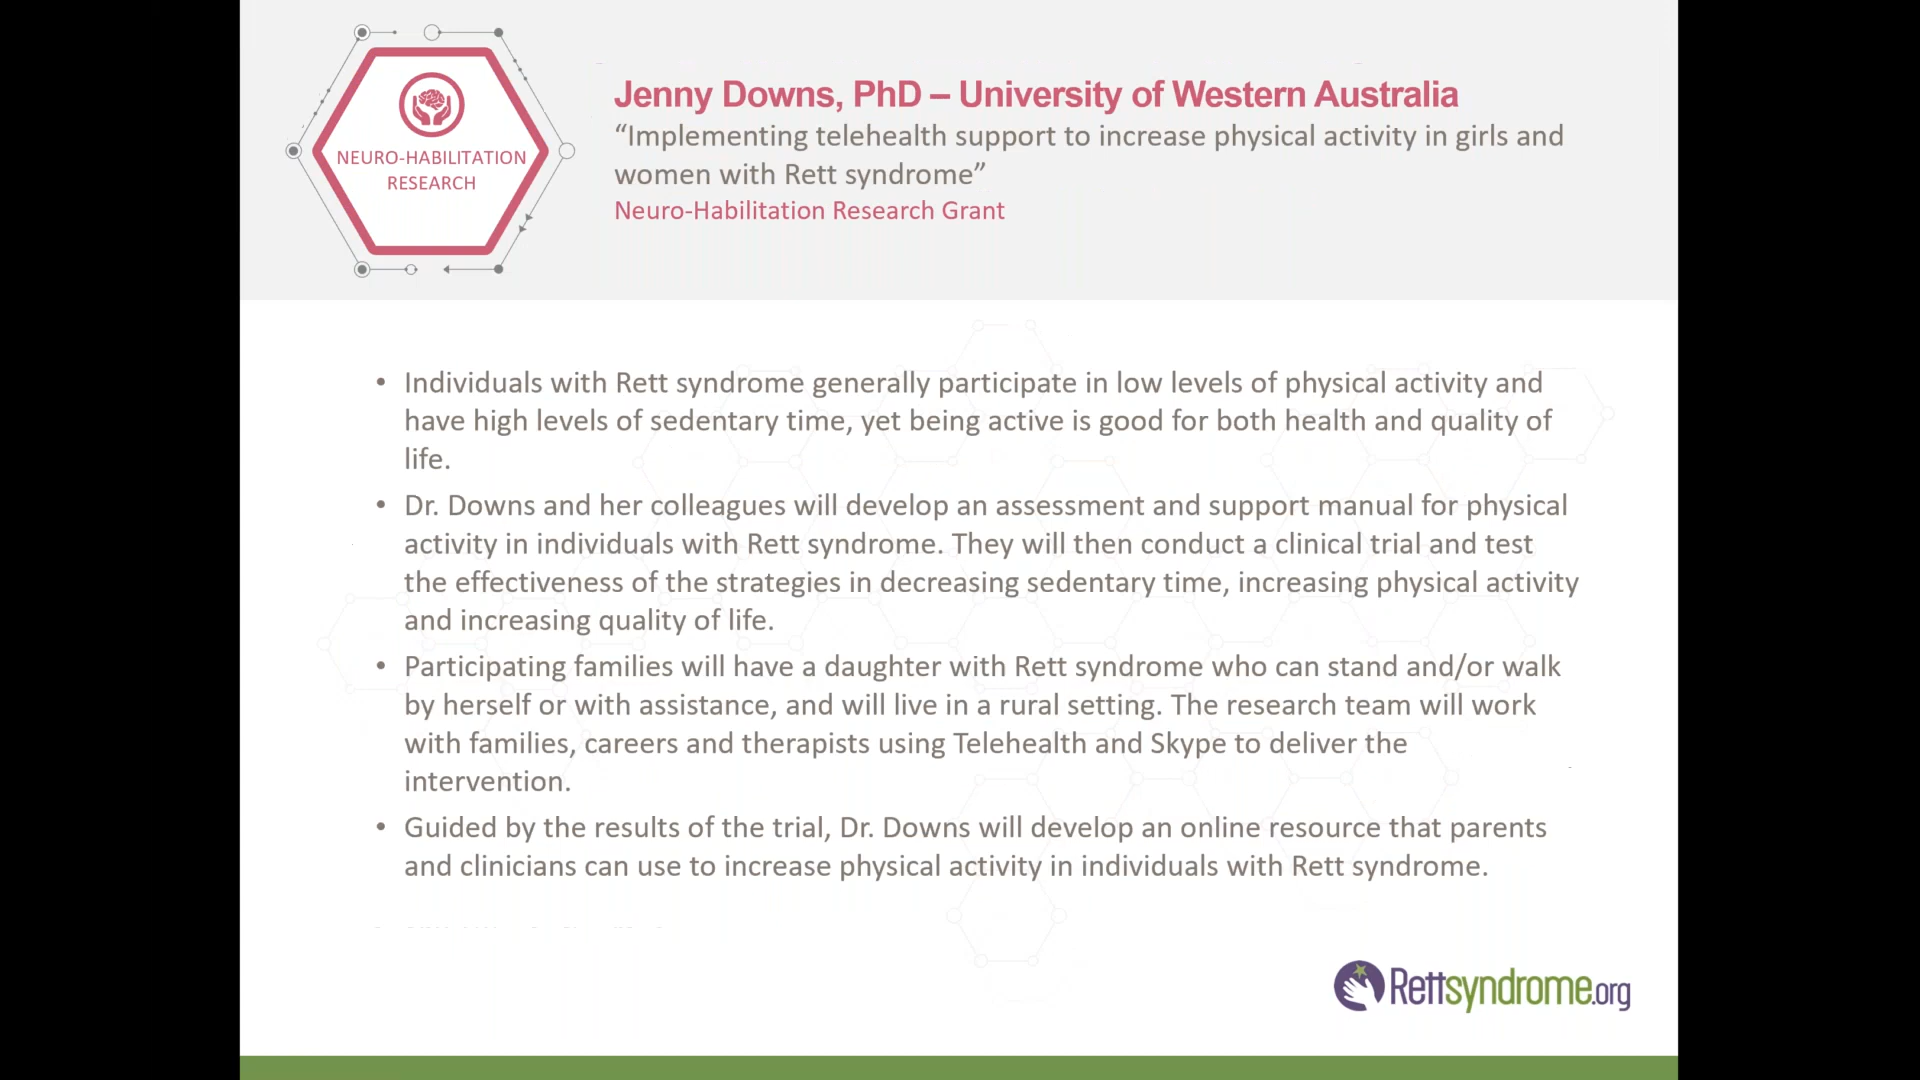 NEURO-HABILITATION
RESEARCH
Jenny Downs, PhD – University of Western Australia
“Implementing telehealth support to increase physical activity in girls and
women with Rett syndrome”
Neuro-Habilitation Research Grant
• Individuals with Rett syndrome generally participate in low levels of physical activity and
have high levels of sedentary time, yet being active is good for both health and quality of
life.
• Dr. Downs and her colleagues will develop an assessment and support manual for physical
activity in individuals with Rett syndrome. They will then conduct a clinical trial and test
the effectiveness of the strategies in decreasing sedentary time, increasing physical activity
and increasing quality of life.
• Participating families will have a daughter with Rett syndrome who can stand and/or walk
by herself or with assistance, and will live in a rural setting. The research team will work
with families, careers and therapists using Telehealth and Skype to deliver the
intervention.
• Guided by the results of the trial, Dr. Downs will develop an online resource that parents
and clinicians can use to increase physical activity in individuals with Rett syndrome.
Rettsyndrome.org